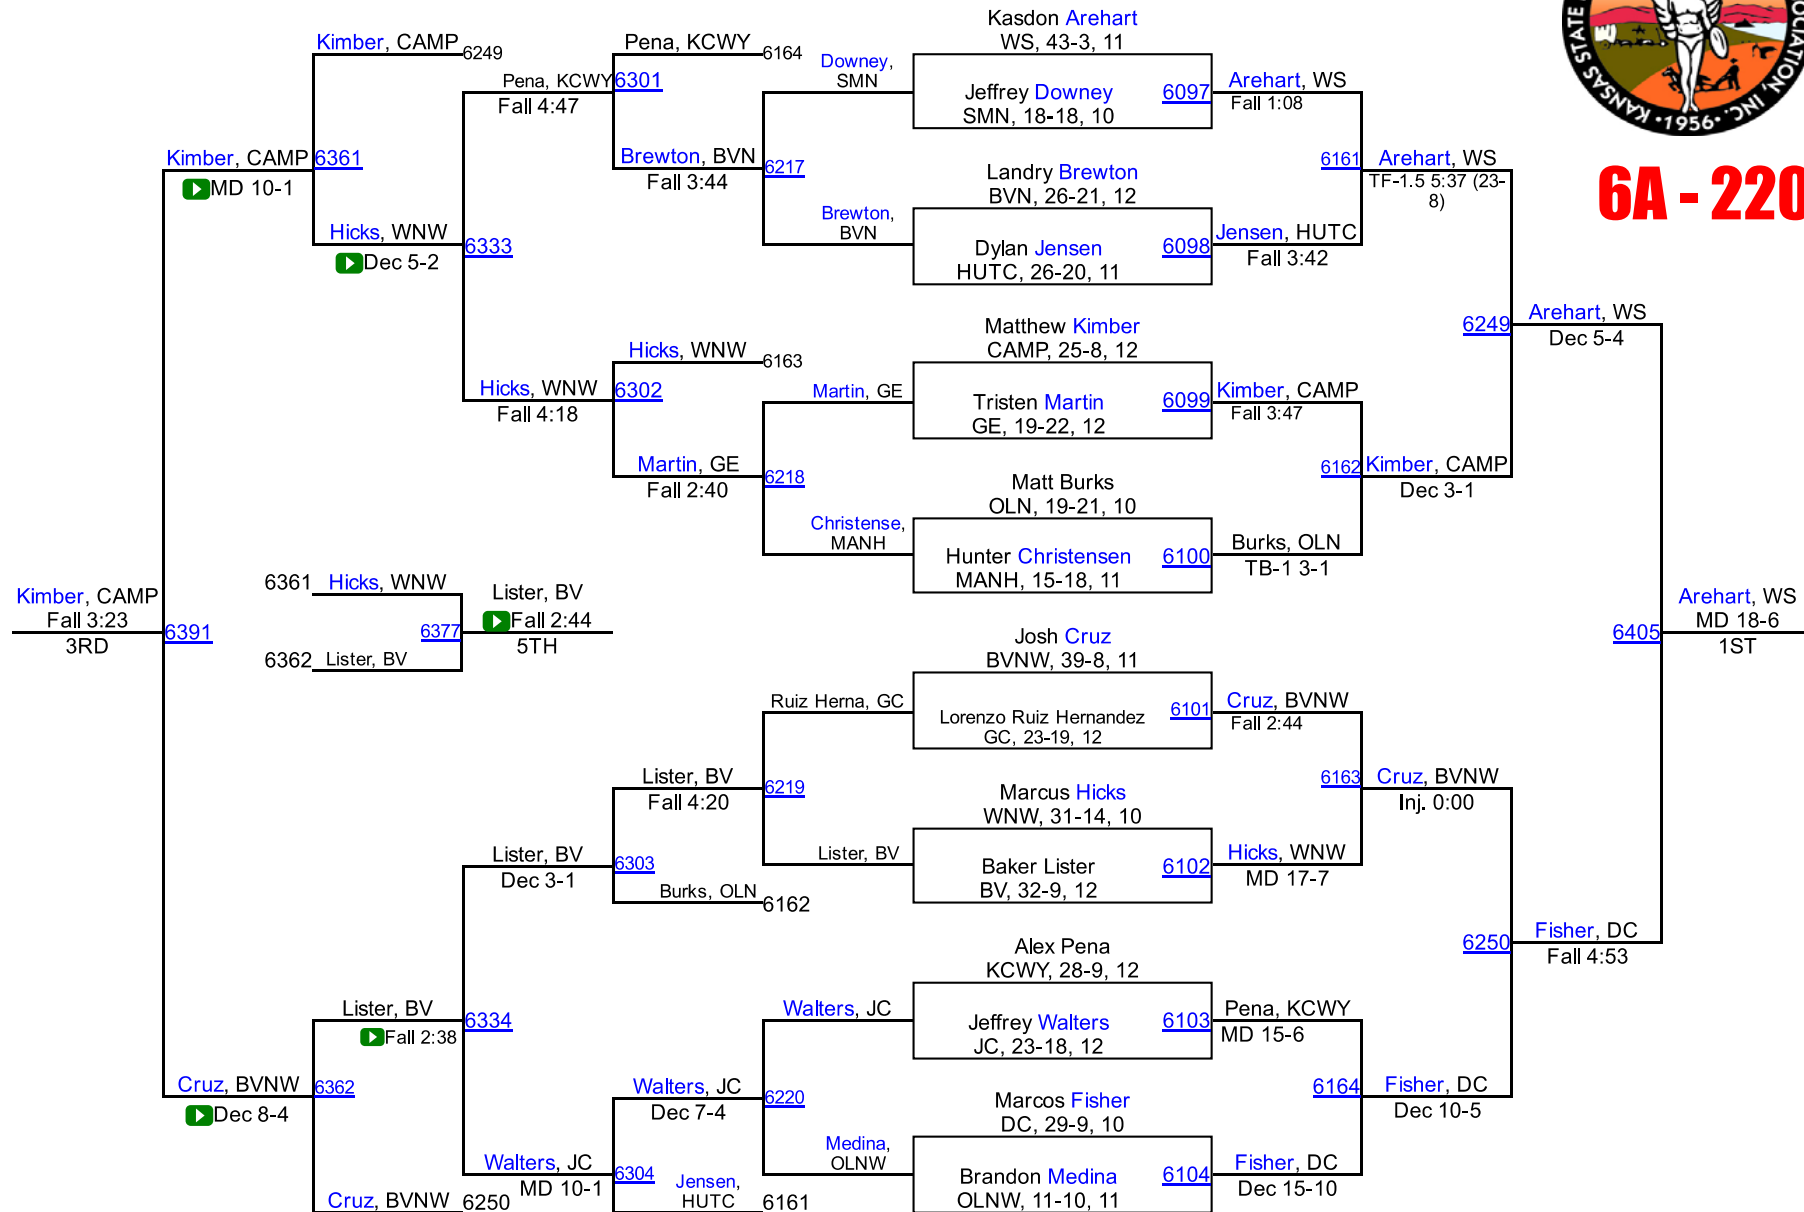 KANSAS STATE
OCIATION, INC.
·1956·
6A - 220
Kasdon Arehart
WS, 43-3, 11
Jeffrey Downey
SMN, 18-18, 10
6097
Landry Brewton
BVN, 26-21, 12
Dylan Jensen
HUTC, 26-20, 11
6098
Matthew Kimber
CAMP, 25-8, 12
Tristen Martin
GE, 19-22, 12
6099
Matt Burks
OLN, 19-21, 10
Hunter Christensen
MANH, 15-18, 11
6100
Josh Cruz
BVNW, 39-8, 11
Lorenzo Ruiz Hernandez
GC, 23-19, 12
6101
Marcus Hicks
WNW, 31-14, 10
Baker Lister
BV, 32-9, 12
6102
Alex Pena
KCWY, 28-9, 12
Jeffrey Walters
JC, 23-18, 12
6103
Marcos Fisher
DC, 29-9, 10
Brandon Medina
OLNW, 11-10, 11
6104
Arehart, WS
Fall 1:08
6161
Jensen, HUTC
Fall 3:42
Kimber, CAMP
Fall 3:47
6162
Burks, OLN
TB-1 3-1
Cruz, BVNW
Fall 2:44
6163
Hicks, WNW
MD 17-7
Pena, KCWY
MD 15-6
6164
Fisher, DC
Dec 15-10
Arehart, WS
TF-1.5 5:37 (23-
8)
6249
Kimber, CAMP
Dec 3-1
Cruz, BVNW
Inj. 0:00
6250
Fisher, DC
Dec 10-5
Arehart, WS
Dec 5-4
6405
Fisher, DC
Fall 4:53
Arehart, WS
MD 18-6
1ST
Downey,
SMN
6217
Brewton,
BVN
Martin, GE
6218
Christense,
MANH
Ruiz Herna, GC
6219
Lister, BV
Walters, JC
6220
Medina,
OLNW
Pena, KCWY
6164
6301
Brewton, BVN
Fall 3:44
Hicks, WNW
6163
6302
Martin, GE
Fall 2:40
Lister, BV
Fall 4:20
6303
Burks, OLN
6162
Walters, JC
Dec 7-4
6304
Jensen,
HUTC
6161
Pena, KCWY
Fall 4:47
6333
Hicks, WNW
Fall 4:18
Lister, BV
Dec 3-1
6334
Walters, JC
MD 10-1
Kimber, CAMP
6249
6361
Hicks, WNW
Dec 5-2
Lister, BV
Fall 2:38
6362
Cruz, BVNW
6250
Kimber, CAMP
MD 10-1
6391
Cruz, BVNW
Dec 8-4
Kimber, CAMP
Fall 3:23
3RD
6361
Hicks, WNW
6377
6362
Lister, BV
Lister, BV
Fall 2:44
5TH